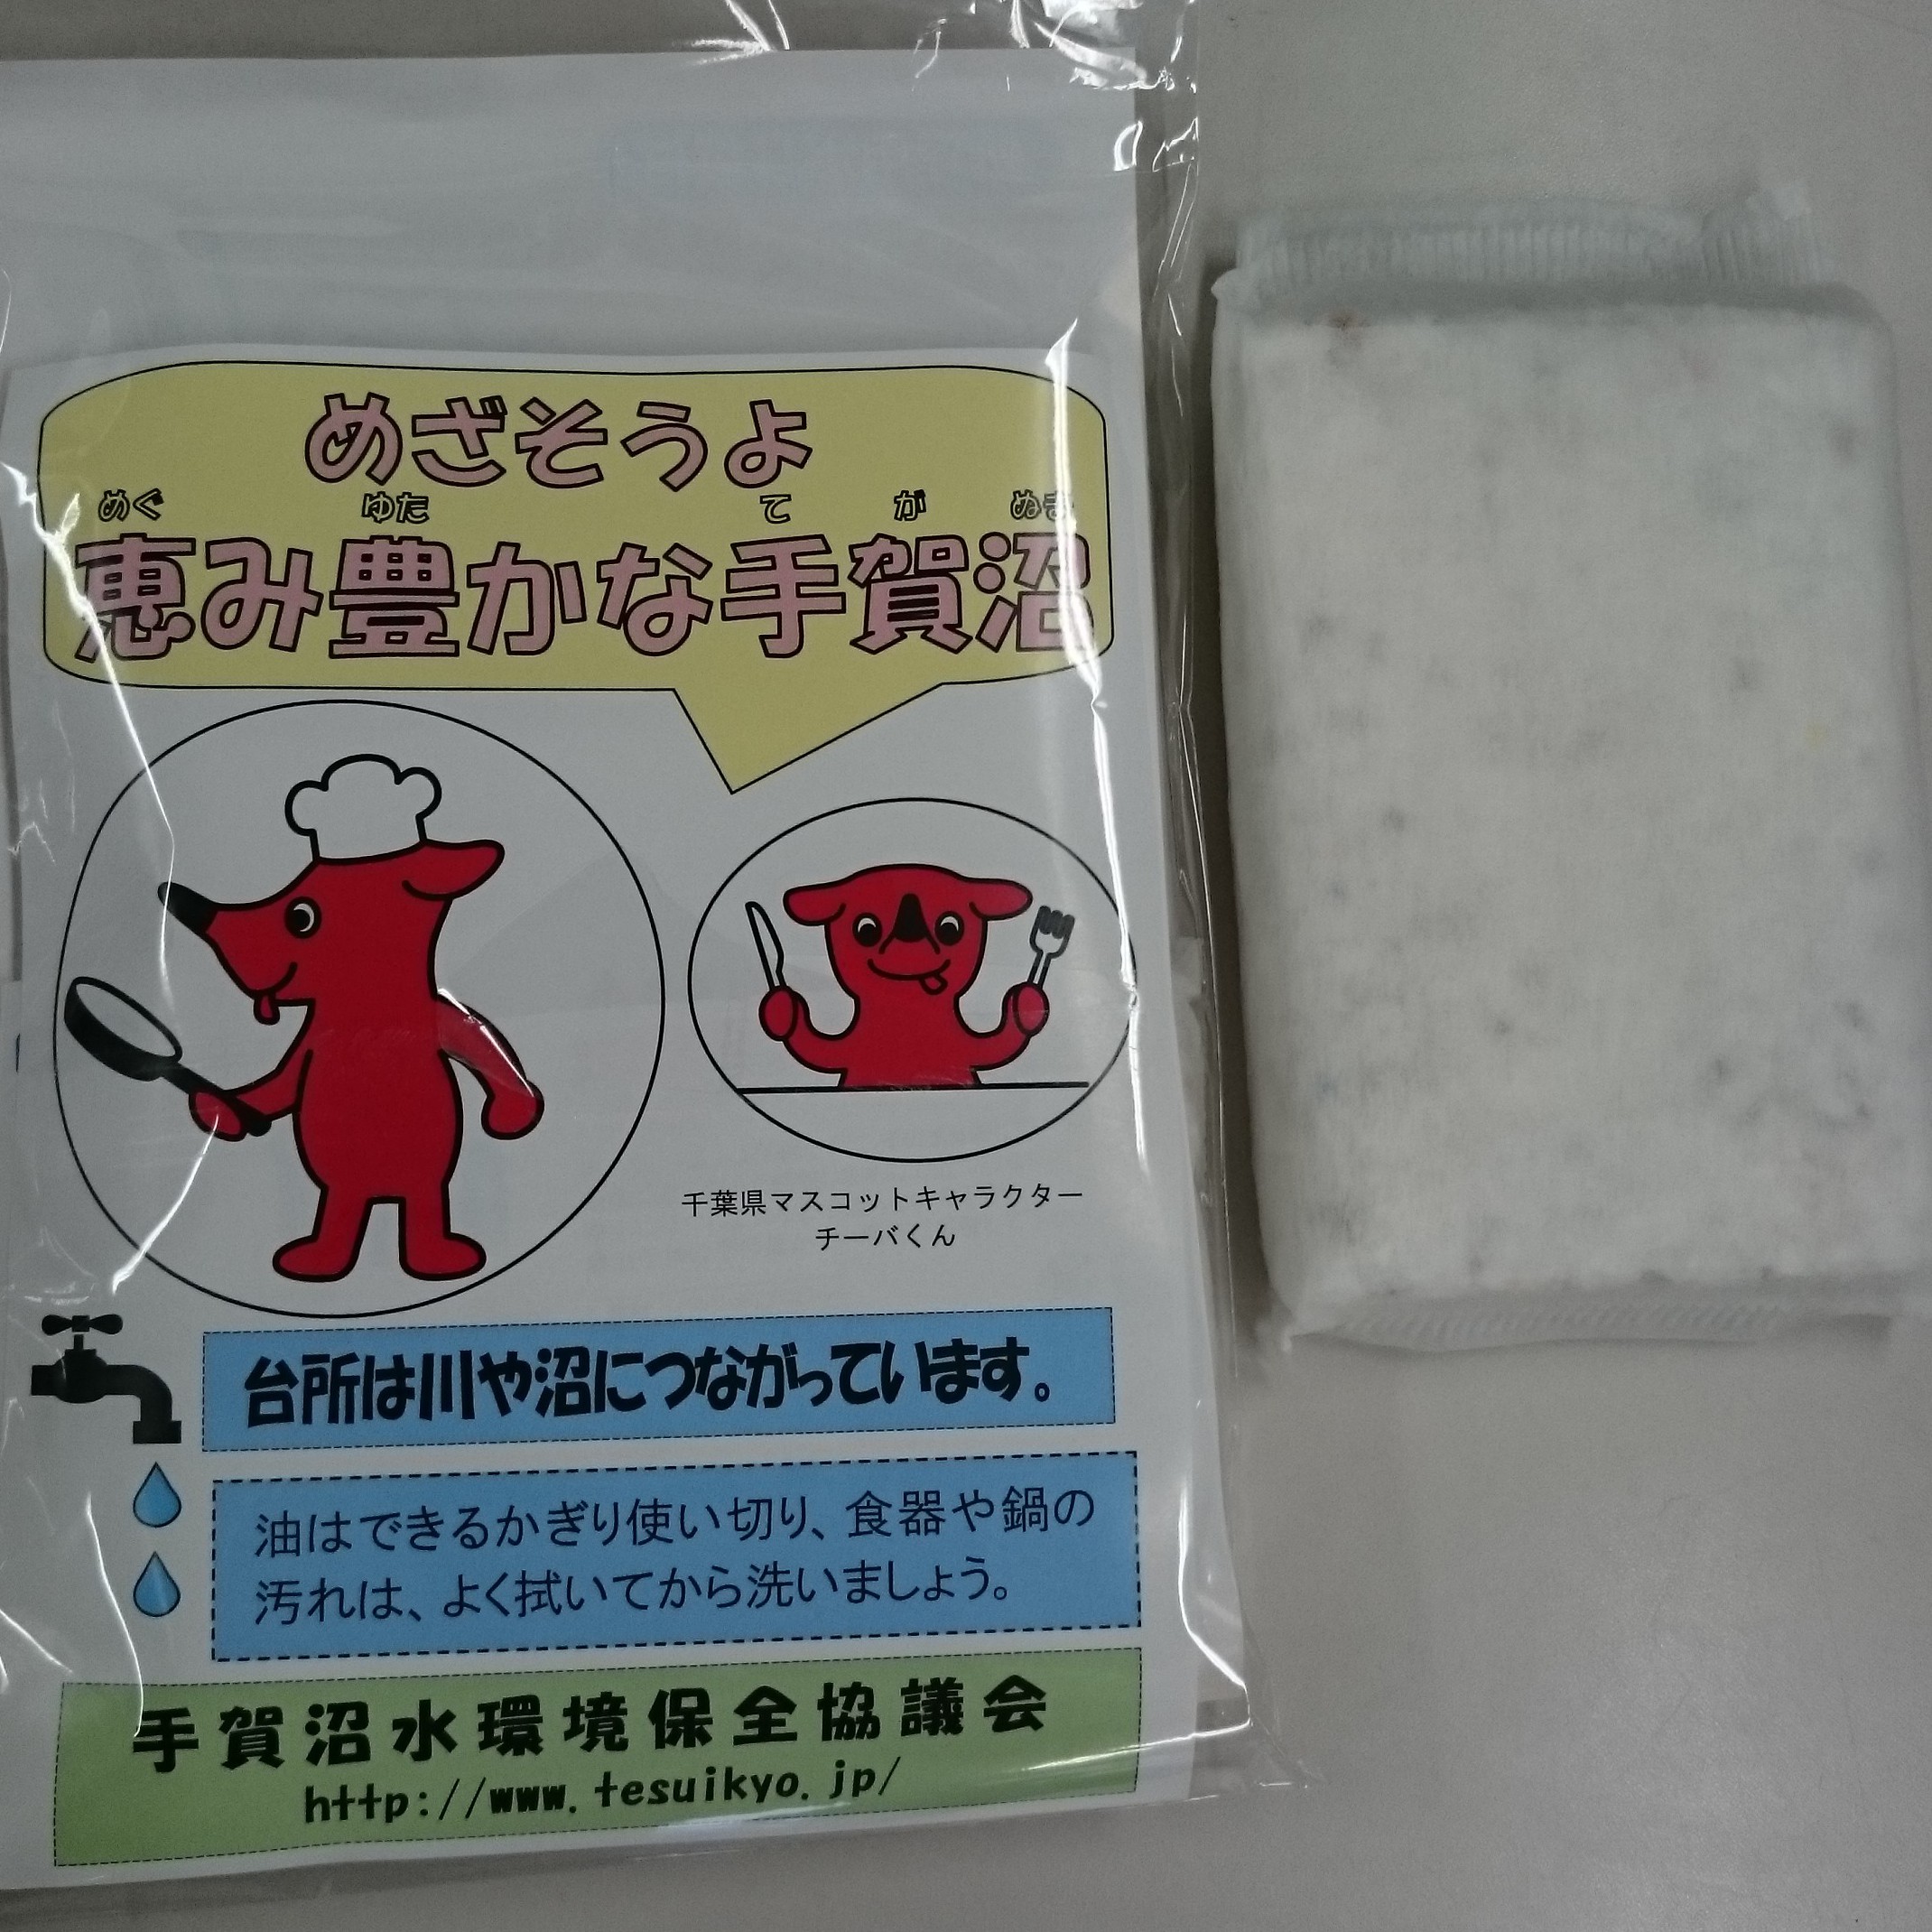 めざそうよ
めぐ ゆた て が ぬま
恵み豊かな手賀沼
千葉県マスコットキャラクター
チーバくん
台所は川や沼につながっています。
油はできるかぎり使い切り、食器や鍋の
汚れは、よく拭いてから洗いましょう。
手賀沼水環境保全協議会
http://www.tesuikyo.jp/